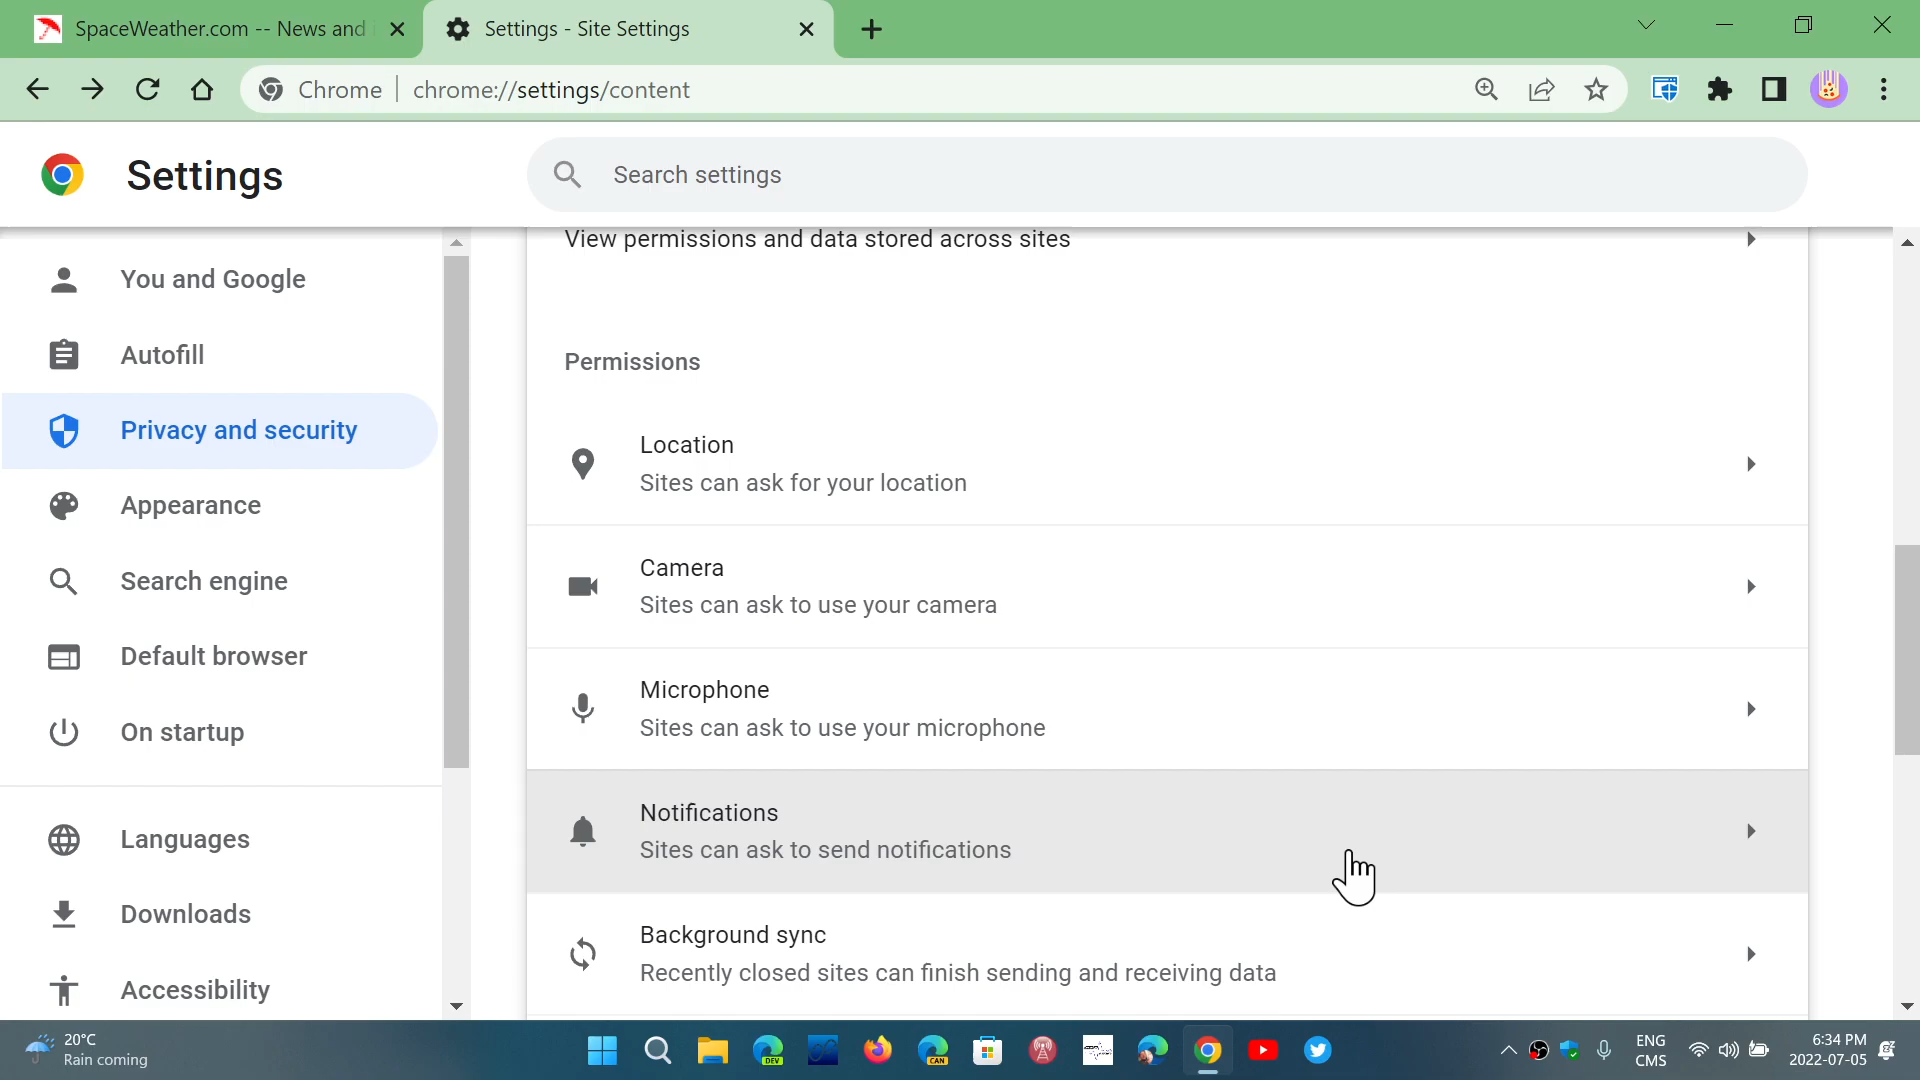 SpaceWeather.com -- News and i
Settings - Site Settings
Chrome
chrome://settings/content
Settings
Search settings
You and Google
Autofill
Privacy and security
Appearance
Search engine
Default browser
On startup
Languages
Downloads
Accessibility
View permissions and data stored across sites
Permissions
Location
Sites can ask for your location
Camera
Sites can ask to use your camera
Microphone
Sites can ask to use your microphone
Notifications
Sites can ask to send notifications
Background sync
Recently closed sites can finish sending and receiving data
20°C
Rain coming
DEV
CAN
ENG
CMS
6:34 PM
2022-07-05